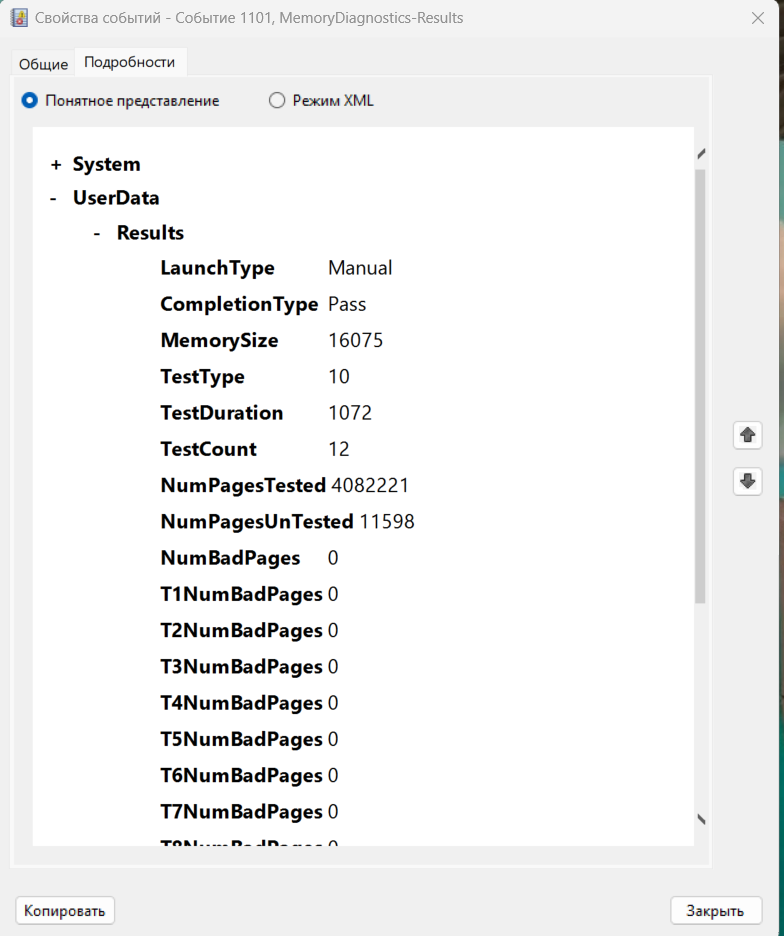 Свойства событий - Событие 1101, MemoryDiagnostics-Results
Общие Подробности
Понятное представление Режим XML
+ System
- UserData
- Results
LaunchType Manual
CompletionType Pass
MemorySize 16075
TestType 10
TestDuration 1072
TestCount 12
NumPagesTested 4082221
NumPagesUnTested 11598
NumBadPages 0
T1NumBadPages 0
T2NumBadPages 0
T3NumBadPages 0
T4NumBadPages 0
T5NumBadPages 0
T6NumBadPages 0
T7NumBadPages 0
T8NumBadPages 0
Копировать Закрыть